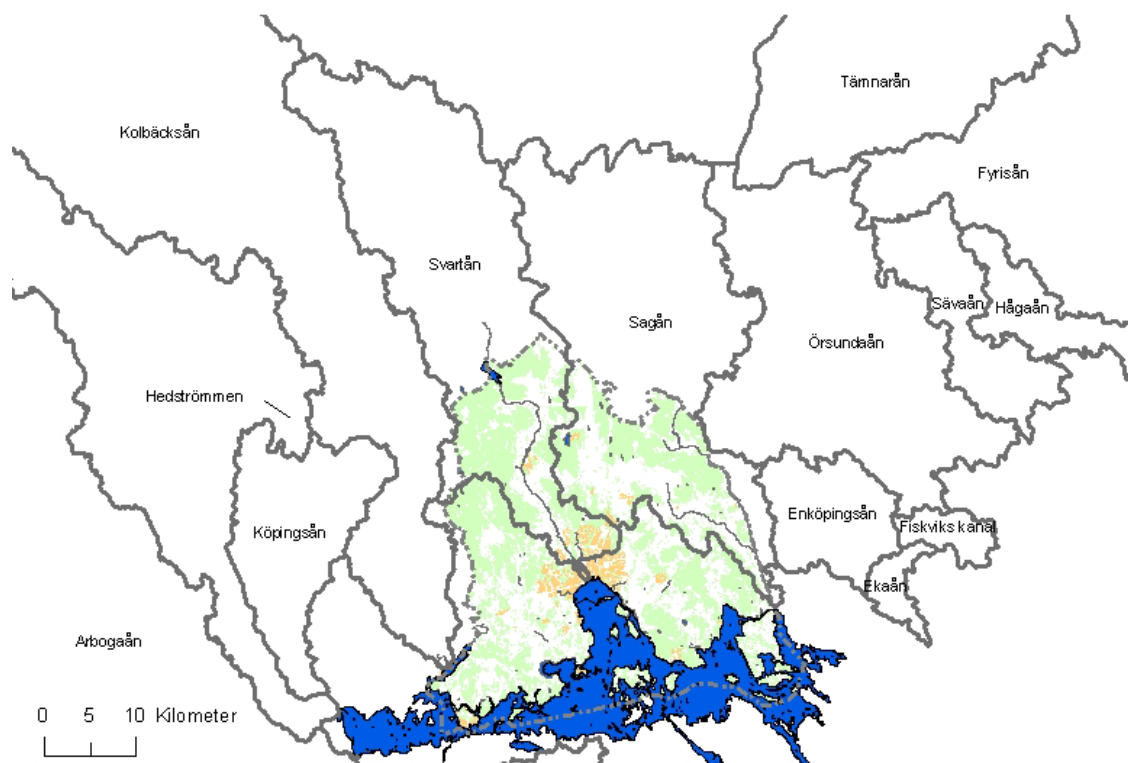 Tämnarån
Kolbäcksån
Fyrisån
Svartån
Sävaån
Hågaån
Sagån
Örsundaån
Hedströmmen
Enköpingsån
Fiskviks kanal
Köpingsån
Ekaån
Arbogaån
0 5 10 Kilometer